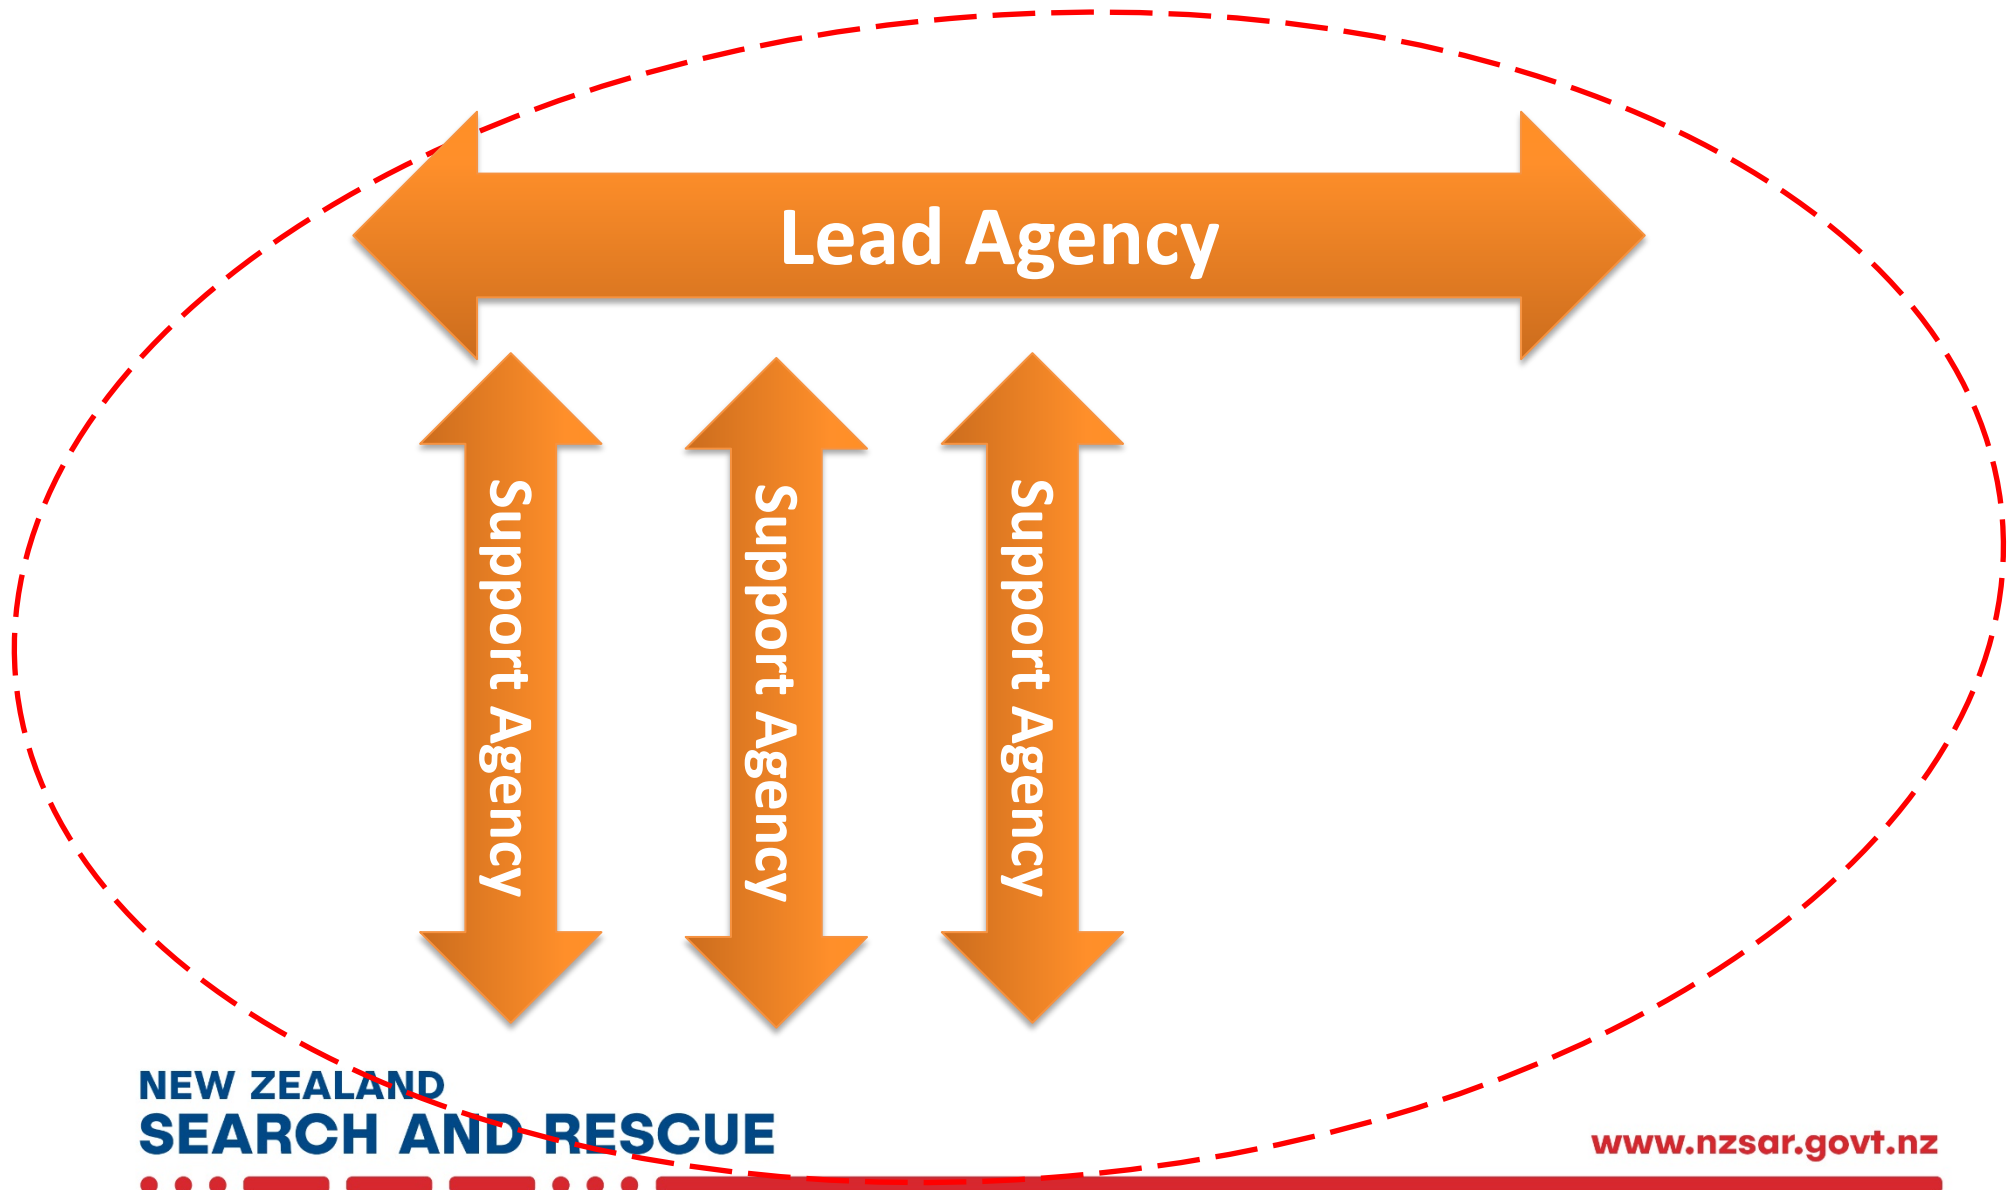 Lead Agency
Support Agency
Support Agency
Support Agency
NEW ZEALAND
SEARCH AND RESCUE
www.nzsar.govt.nz